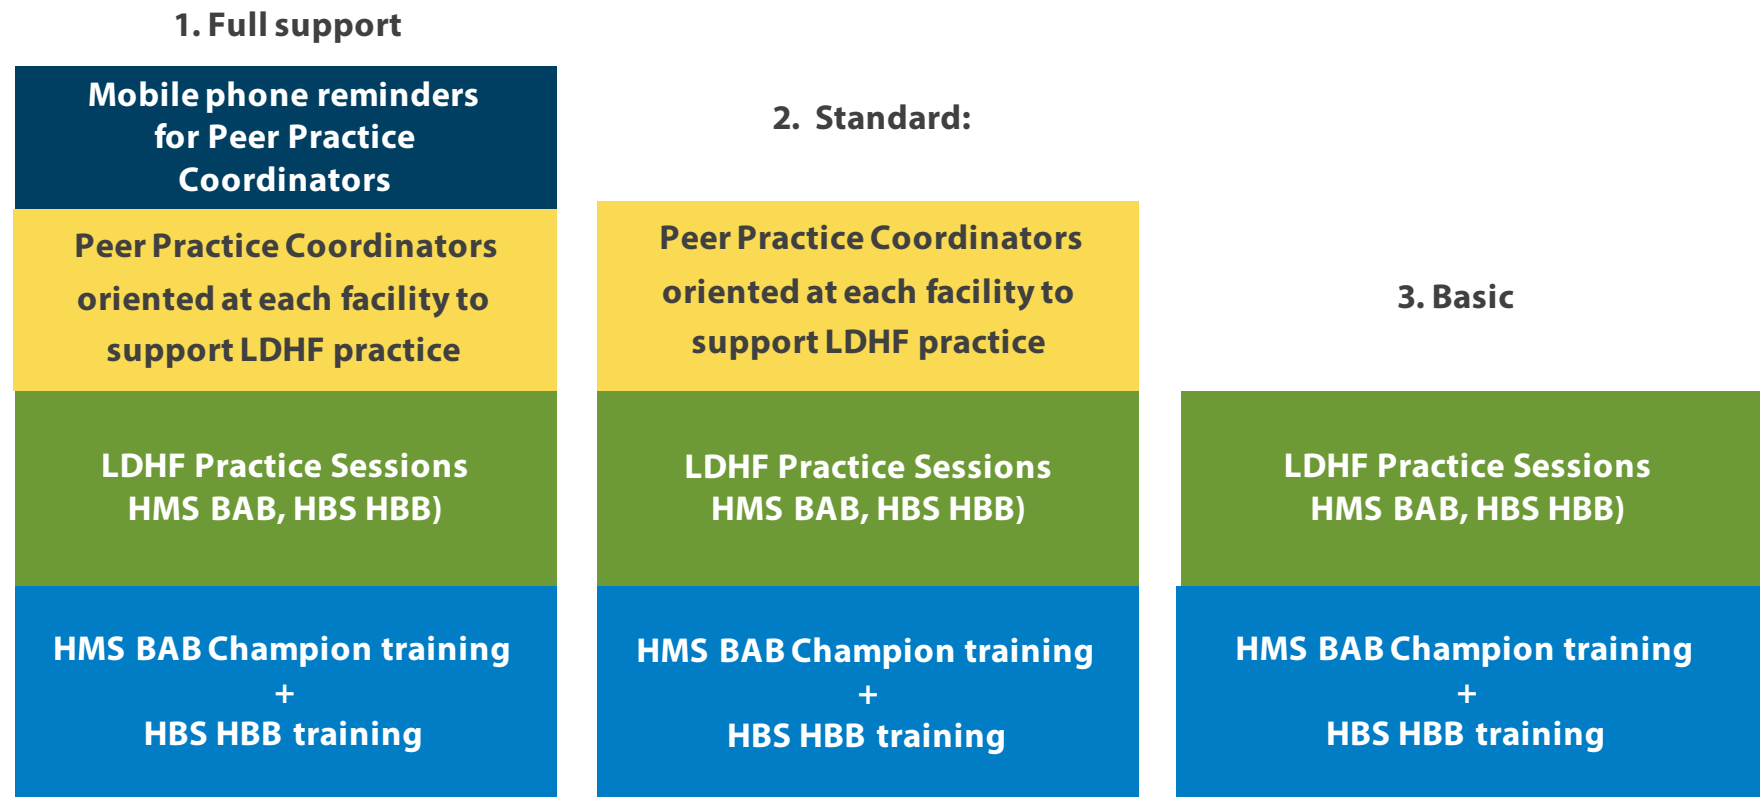 1. Full support
Mobile phone reminders
for Peer Practice
Coordinators
Peer Practice Coordinators
oriented at each facility to
support LDHF practice
LDHF Practice Sessions
HMS BAB, HBS HBB)
HMS BAB Champion training
+
HBS HBB training
2. Standard:
Peer Practice Coordinators
oriented at each facility to
support LDHF practice
LDHF Practice Sessions
HMS BAB, HBS HBB)
HMS BAB Champion training
+
HBS HBB training
3. Basic
LDHF Practice Sessions
HMS BAB, HBS HBB)
HMS BAB Champion training
+
HBS HBB training